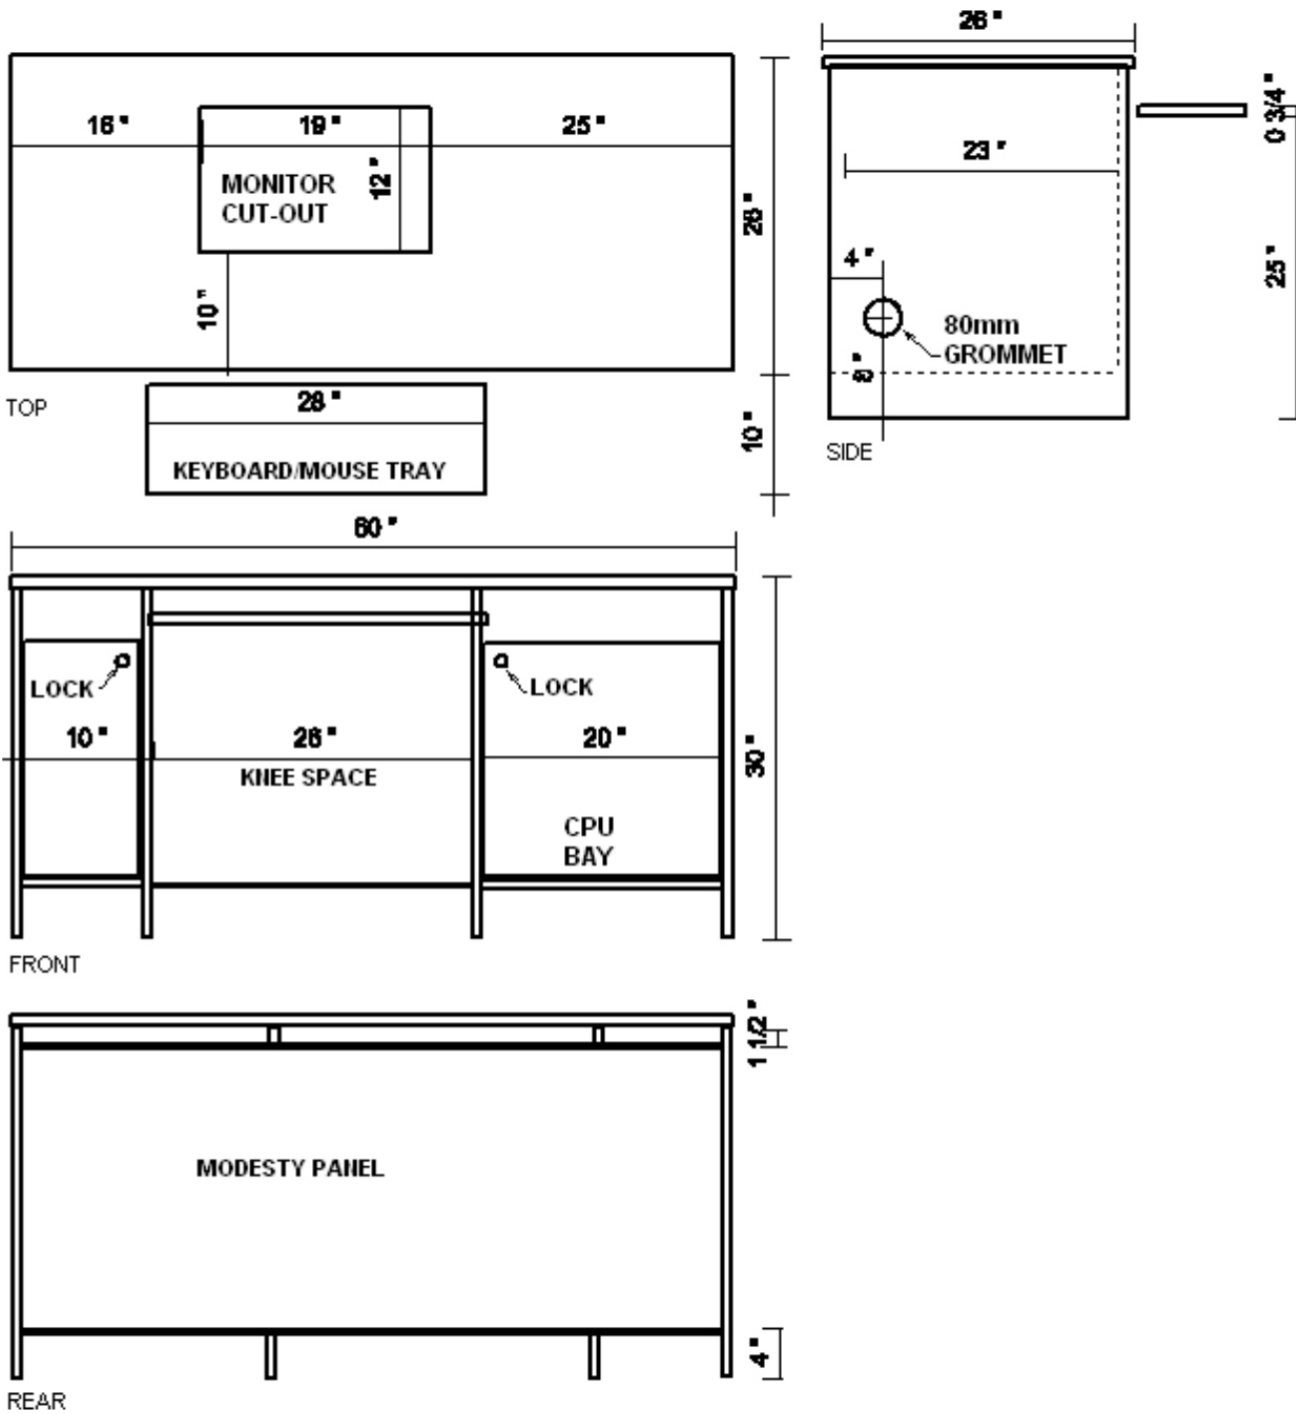 26 "
16 "
19 "
25 "
MONITOR
CUT-OUT
12 "
10 "
26 "
TOP
28 "
KEYBOARD/MOUSE TRAY
10 "
0 3/4 "
23 "
4 "
25 "
80mm
GROMMET
SIDE
60 "
LOCK
LOCK
10 "
26 "
20 "
KNEE SPACE
CPU
BAY
30 "
FRONT
1 1/2 "
MODESTY PANEL
4 "
REAR